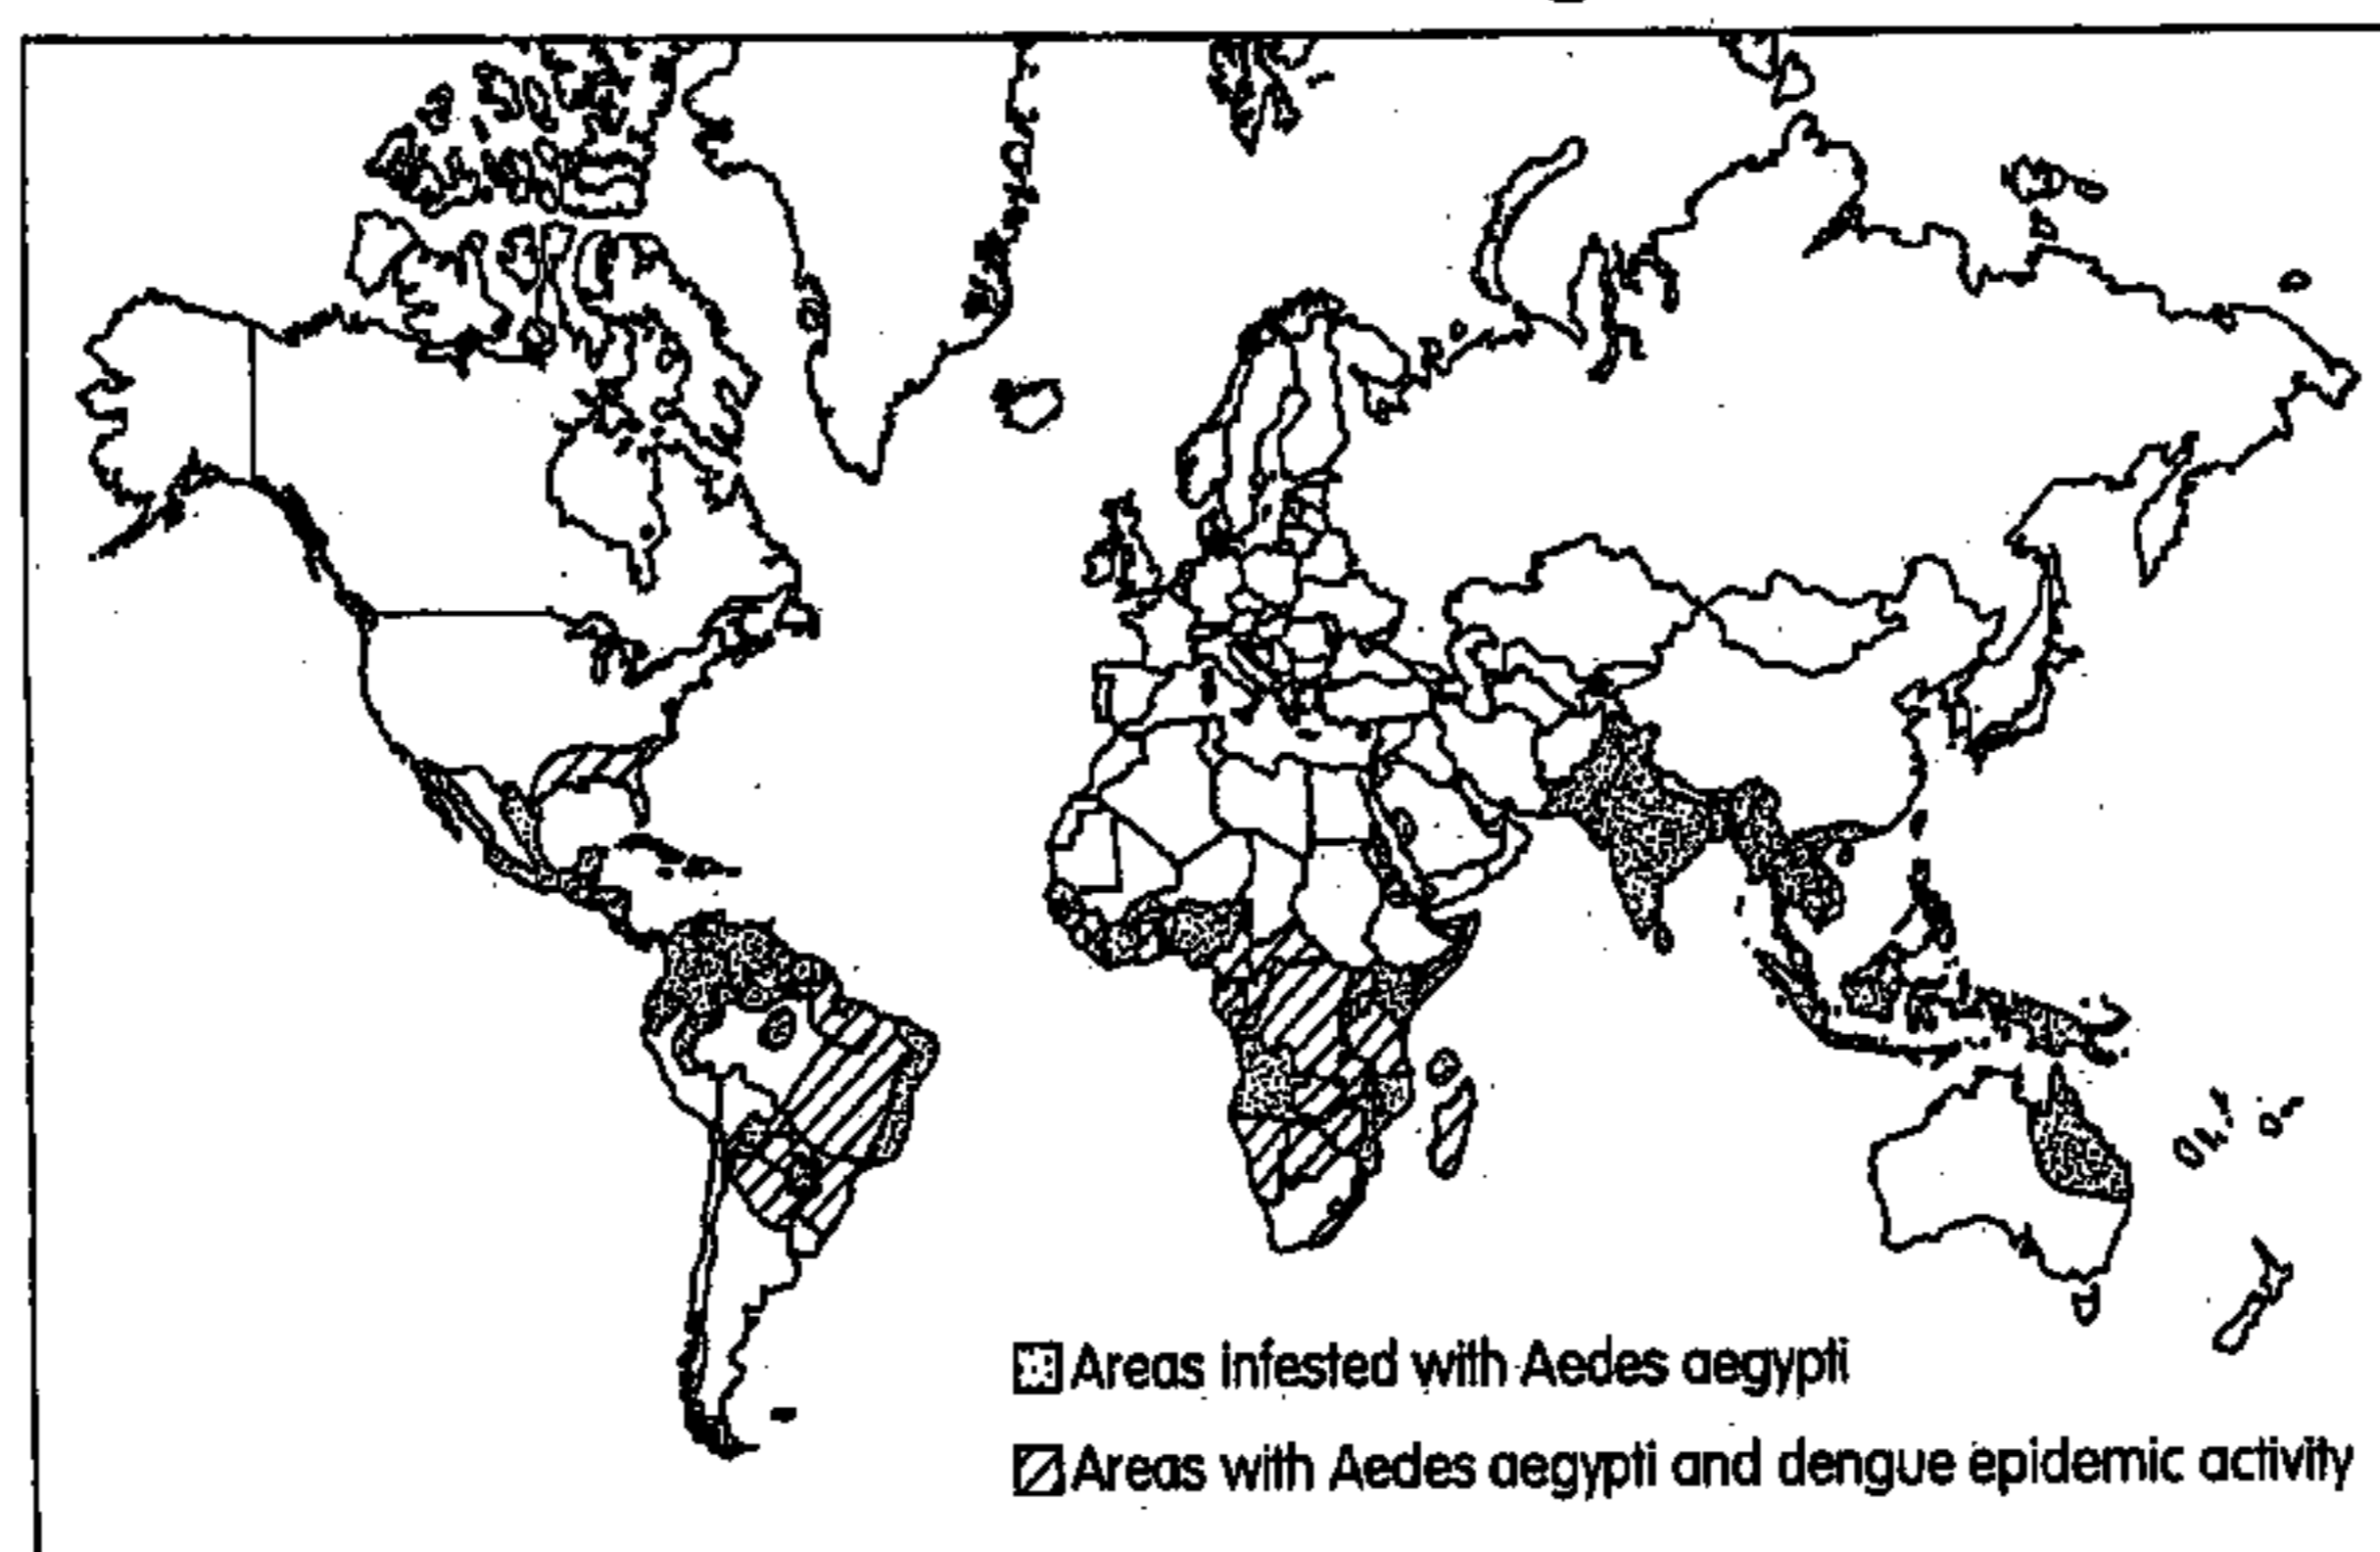 Areas infested with Aedes aegypti
Areas with Aedes aegypti and dengue epidemic activity